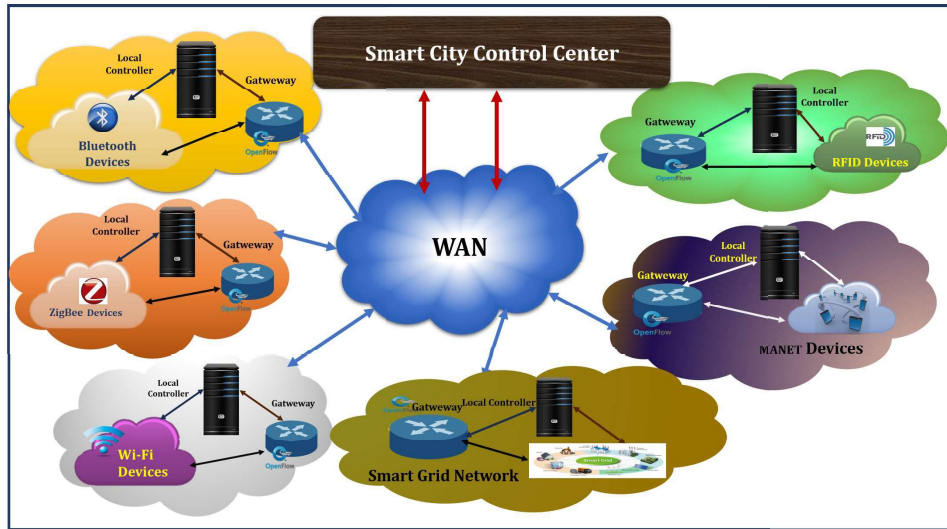 Smart City Control Center
Local
Controller
Gatweway
Bluetooth
Devices
OpenFlow
Local
Controller
Gatweway
RFID
RFID Devices
OpenFlow
WAN
Local
Controller
Gatweway
ZigBee Devices
OpenFlow
Local
Controller
Gatweway
OpenFlow
MANET Devices
Local
Controller
Gatweway
Wi-Fi
Devices
OpenFlow
OpenFlow
Gatweway
Local Controller
Smart Grid
Smart Grid Network